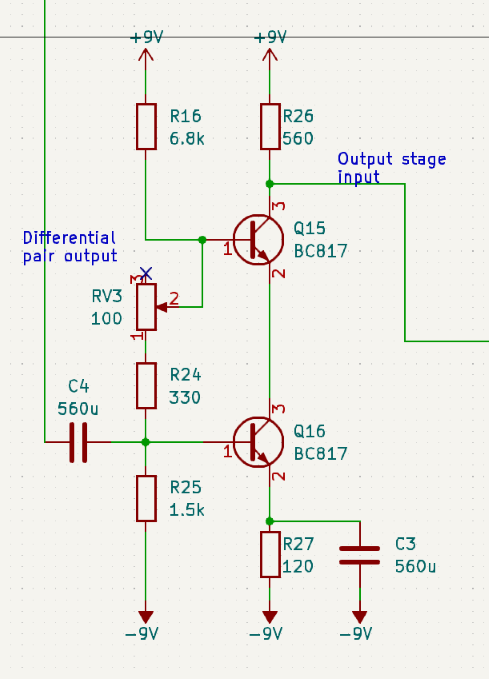 +9V
+9V
R16
6.8k
R26
560
Output stage
input
3
Q15
BC817
1
2
Differential
pair output
3
RV3
100
2
1
R24
330
C4
560u
3
Q16
BC817
1
2
R25
1.5k
R27
120
C3
560u
-9V
-9V
-9V